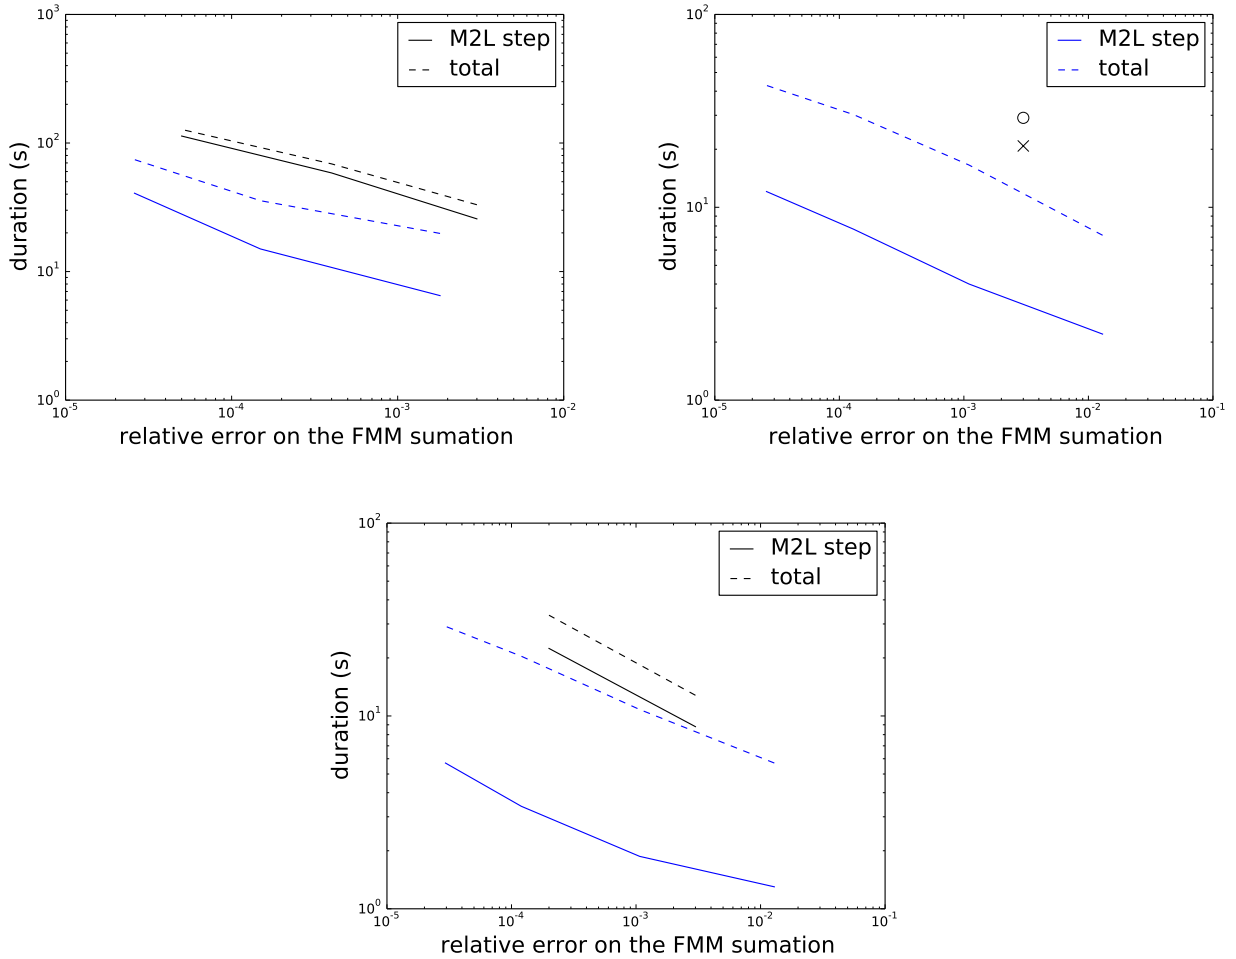 10^3
10^2
10^1
10^0
duration (s)
M2L step
total
10^-5
10^-4
10^-3
10^-2
relative error on the FMM sumation
10^2
10^1
10^0
duration (s)
M2L step
total
10^-5
10^-4
10^-3
10^-2
10^-1
relative error on the FMM sumation
10^2
10^1
10^0
duration (s)
M2L step
total
10^-5
10^-4
10^-3
10^-2
10^-1
relative error on the FMM sumation